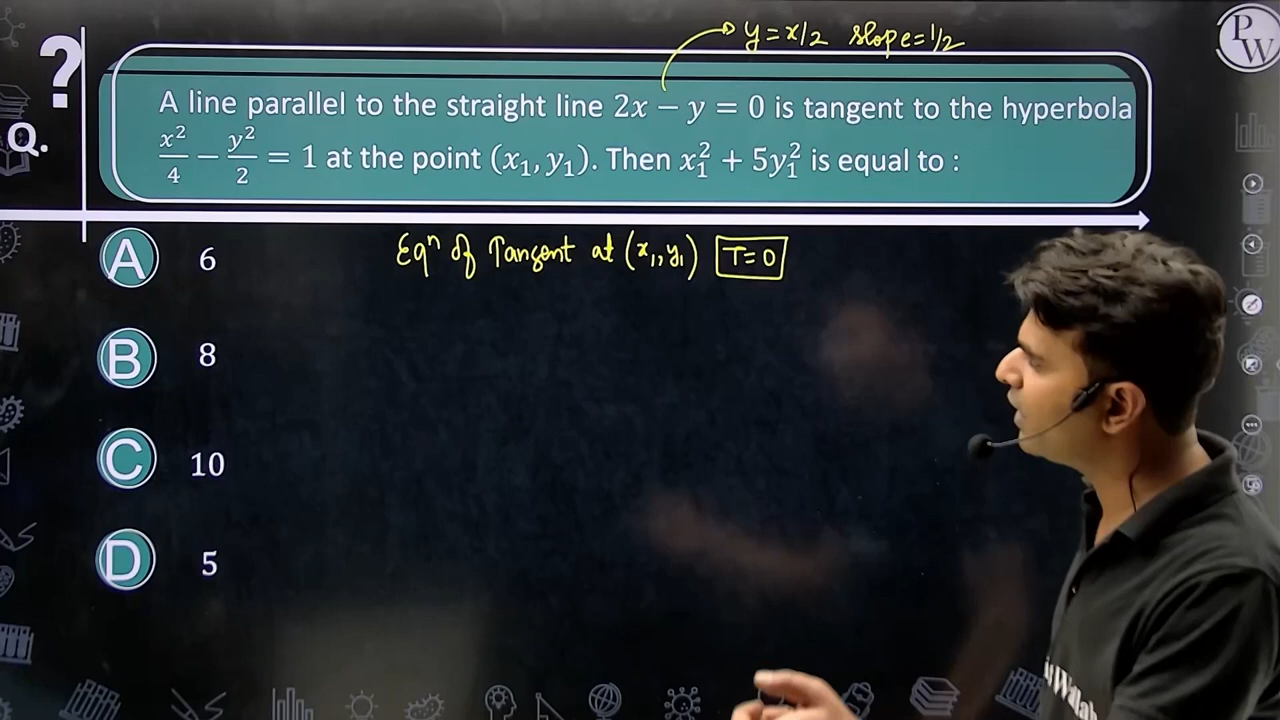 y = x/2 slope = 1/2
P
W
?
Q.
A line parallel to the straight line 2x − y = 0 is tangent to the hyperbola
x²/4 − y²/2 = 1 at the point (x₁, y₁). Then x₁² + 5y₁² is equal to :
Eqⁿ of Tangent at (x₁, y₁) T = 0
A 6
B 8
C 10
D 5